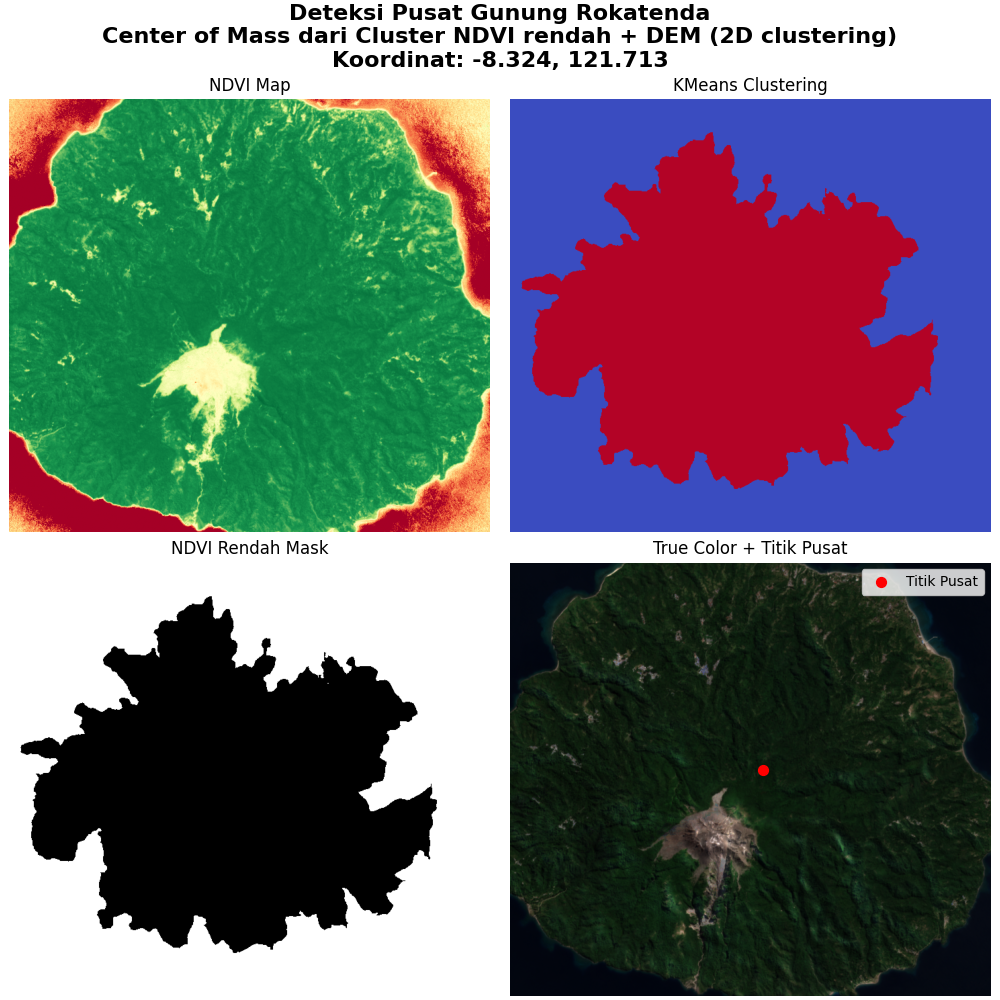 Deteksi Pusat Gunung Rokatenda
Center of Mass dari Cluster NDVI rendah + DEM (2D clustering)
Koordinat: -8.324, 121.713
NDVI Map
KMeans Clustering
NDVI Rendah Mask
True Color + Titik Pusat
Titik Pusat